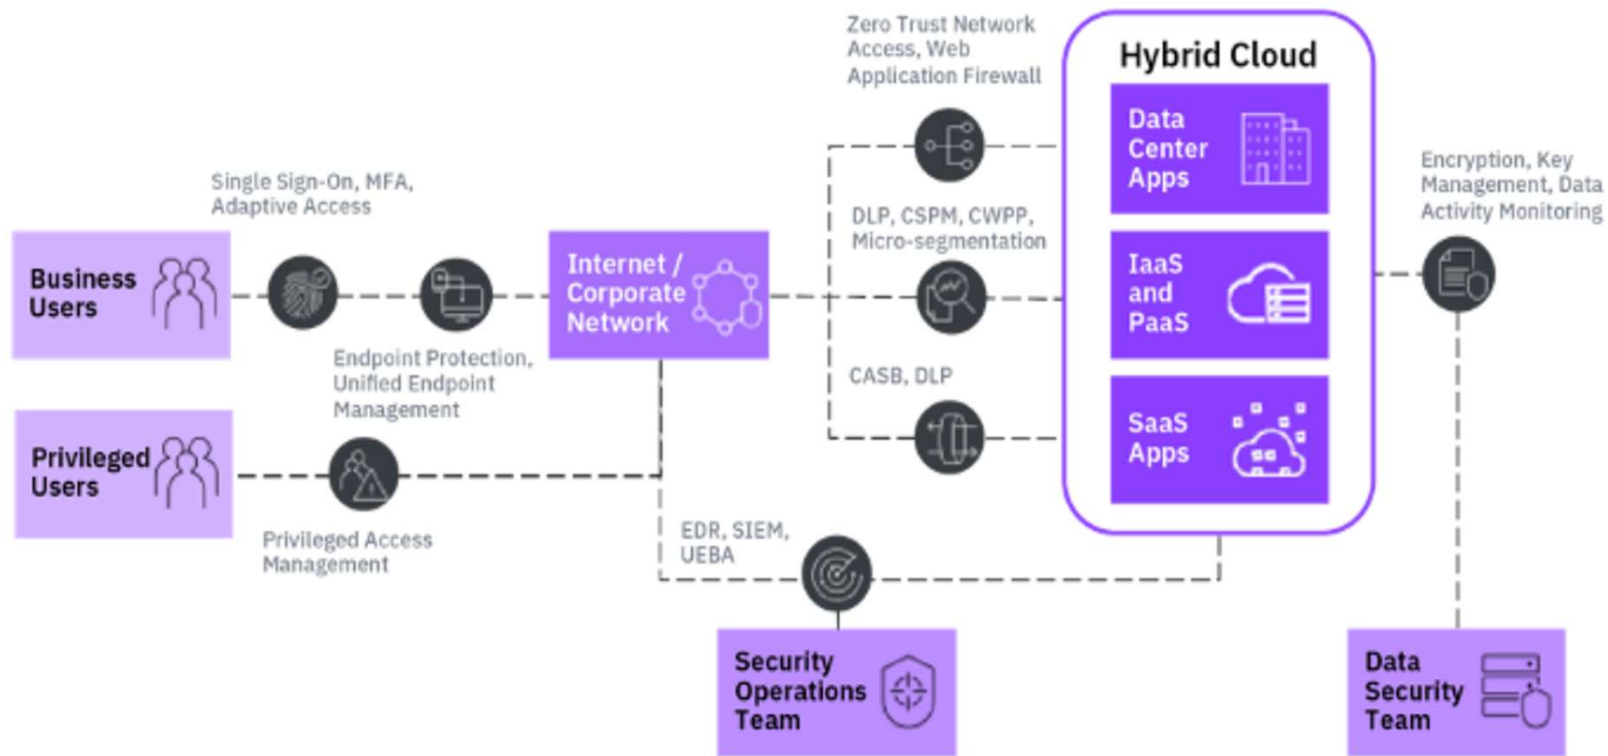 Zero Trust Network
Access, Web
Application Firewall
Hybrid Cloud
Data
Center
Apps
Encryption, Key
Management, Data
Activity Monitoring
Single Sign-On, MFA,
Adaptive Access
DLP, CSPM, CWPP,
Micro-segmentation
Business
Users
Internet /
Corporate
Network
IaaS
and
PaaS
Endpoint Protection,
Unified Endpoint
Management
CASB, DLP
SaaS
Apps
Privileged
Users
Privileged Access
Management
EDR, SIEM,
UEBA
Security
Operations
Team
Data
Security
Team